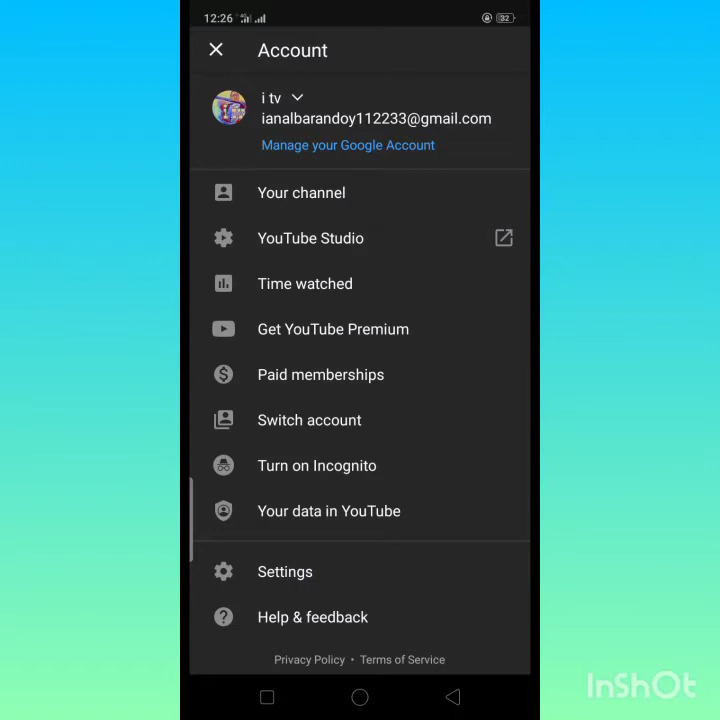 12:26
32
Account
i tv
ianalbarandoy112233@gmail.com
Manage your Google Account
Your channel
YouTube Studio
Time watched
Get YouTube Premium
Paid memberships
Switch account
Turn on Incognito
Your data in YouTube
Settings
Help & feedback
Privacy Policy • Terms of Service
InShOt